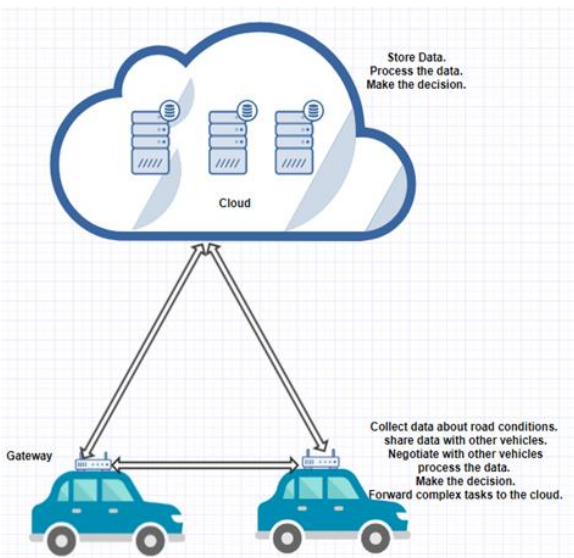 Store Data.
Process the data.
Make the decision.
Cloud
Gateway
Collect data about road conditions.
share data with other vehicles.
Negotiate with other vehicles
process the data.
Make the decision.
Forward complex tasks to the cloud.